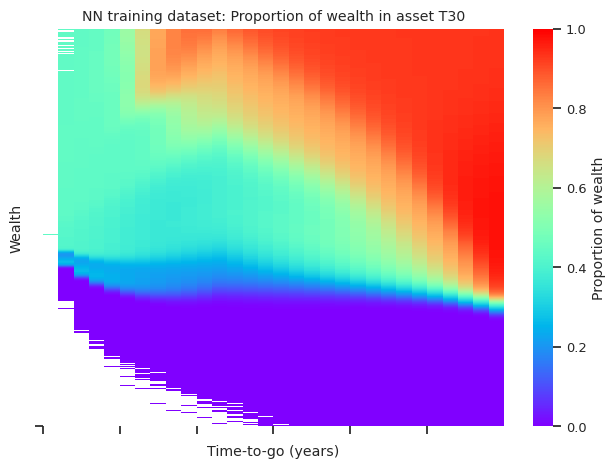 NN training dataset: Proportion of wealth in asset T30
Wealth
Time-to-go (years)
1.0
0.8
0.6
0.4
0.2
0.0
Proportion of wealth